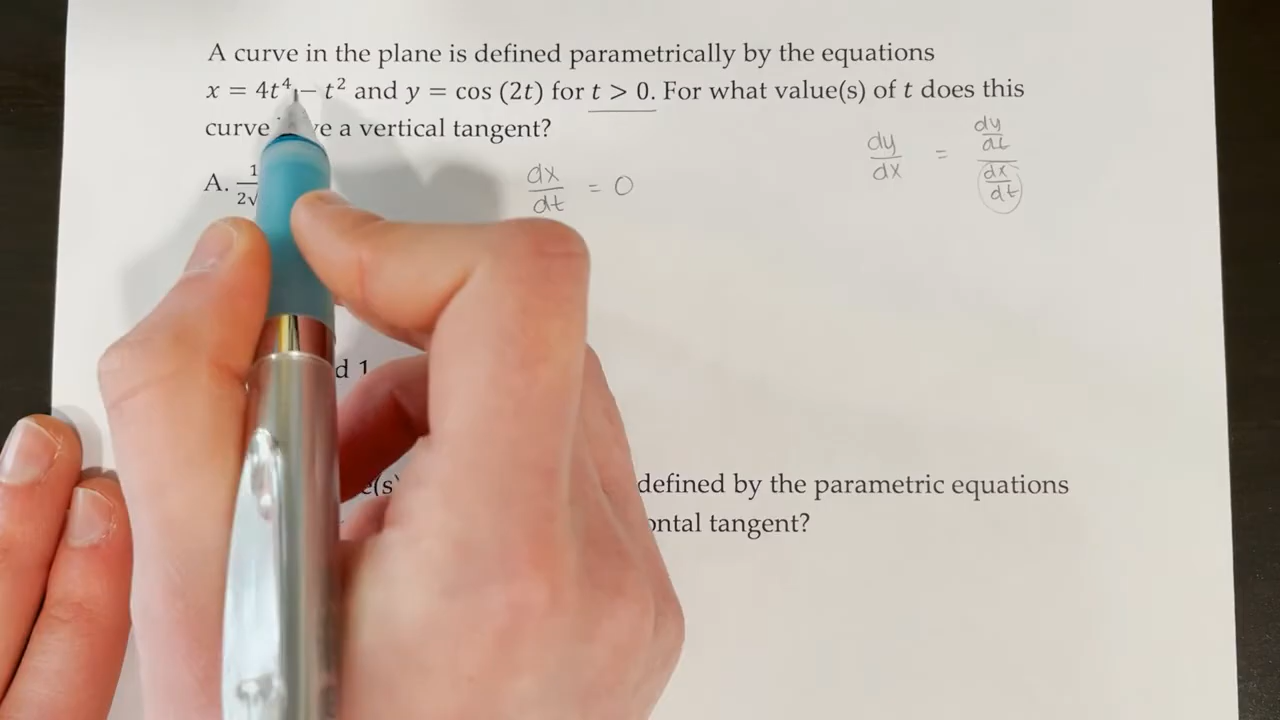 A curve in the plane is defined parametrically by the equations
x = 4t⁴ – t² and y = cos (2t) for t > 0. For what value(s) of t does this
curve a vertical tangent?
dy/dx = dy/dt / dx/dt
A. 1/2√
dx/dt = 0
d 1
e(s defined by the parametric equations
ontal tangent?